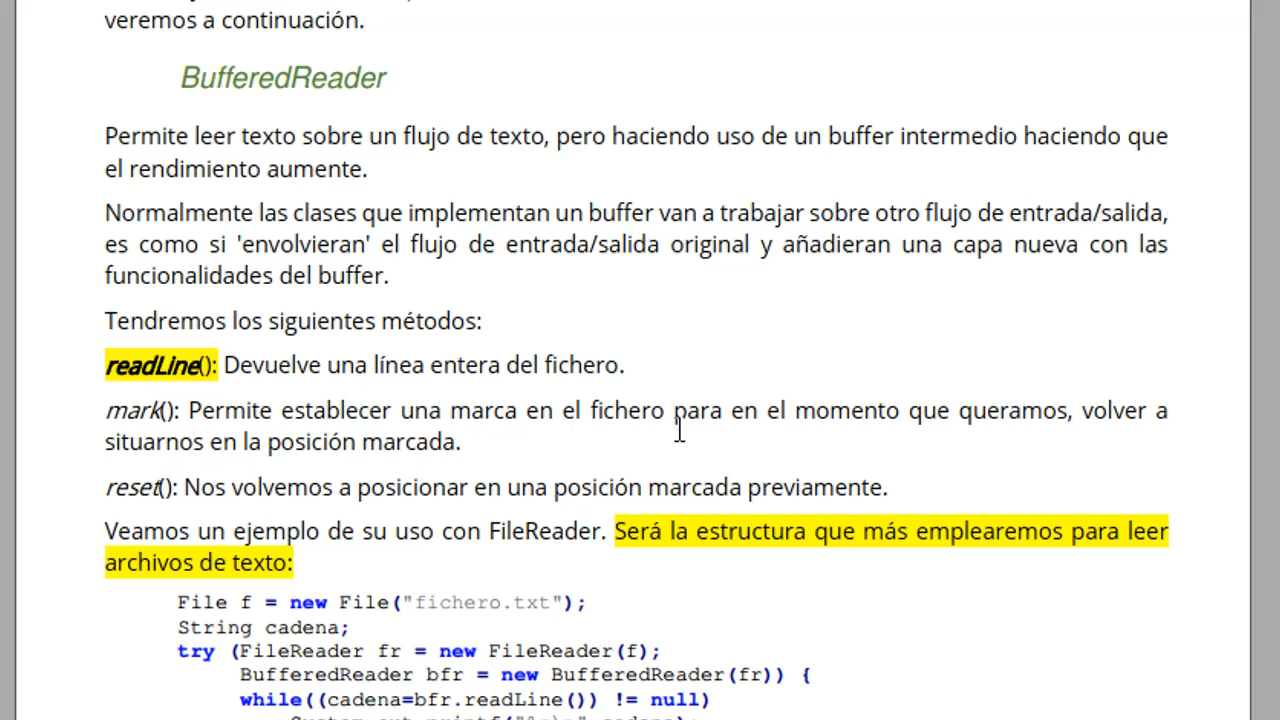 veremos a continuación.
BufferedReader
Permite leer texto sobre un flujo de texto, pero haciendo uso de un buffer intermedio haciendo que
el rendimiento aumente.
Normalmente las clases que implementan un buffer van a trabajar sobre otro flujo de entrada/salida,
es como si 'envolvieran' el flujo de entrada/salida original y añadieran una capa nueva con las
funcionalidades del buffer.
Tendremos los siguientes métodos:
readLine(): Devuelve una línea entera del fichero.
mark(): Permite establecer una marca en el fichero para en el momento que queramos, volver a
situarnos en la posición marcada.
reset(): Nos volvemos a posicionar en una posición marcada previamente.
Veamos un ejemplo de su uso con FileReader. Será la estructura que más emplearemos para leer
archivos de texto:
File f = new File("fichero.txt");
String cadena;
try (FileReader fr = new FileReader(f);
BufferedReader bfr = new BufferedReader(fr)) {
while((cadena=bfr.readLine()) != null)